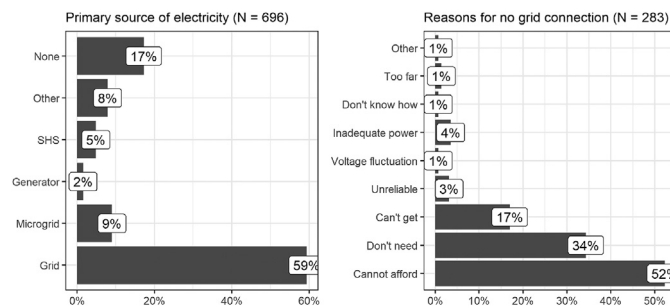 Primary source of electricity (N = 696)
None
17%
Other
8%
SHS
5%
Generator
2%
Microgrid
9%
Grid
59%
0%
20%
40%
60%
Reasons for no grid connection (N = 283)
Other
1%
Too far
1%
Don't know how
1%
Inadequate power
4%
Voltage fluctuation
1%
Unreliable
3%
Can't get
17%
Don't need
34%
Cannot afford
52%
0%
10%
20%
30%
40%
50%